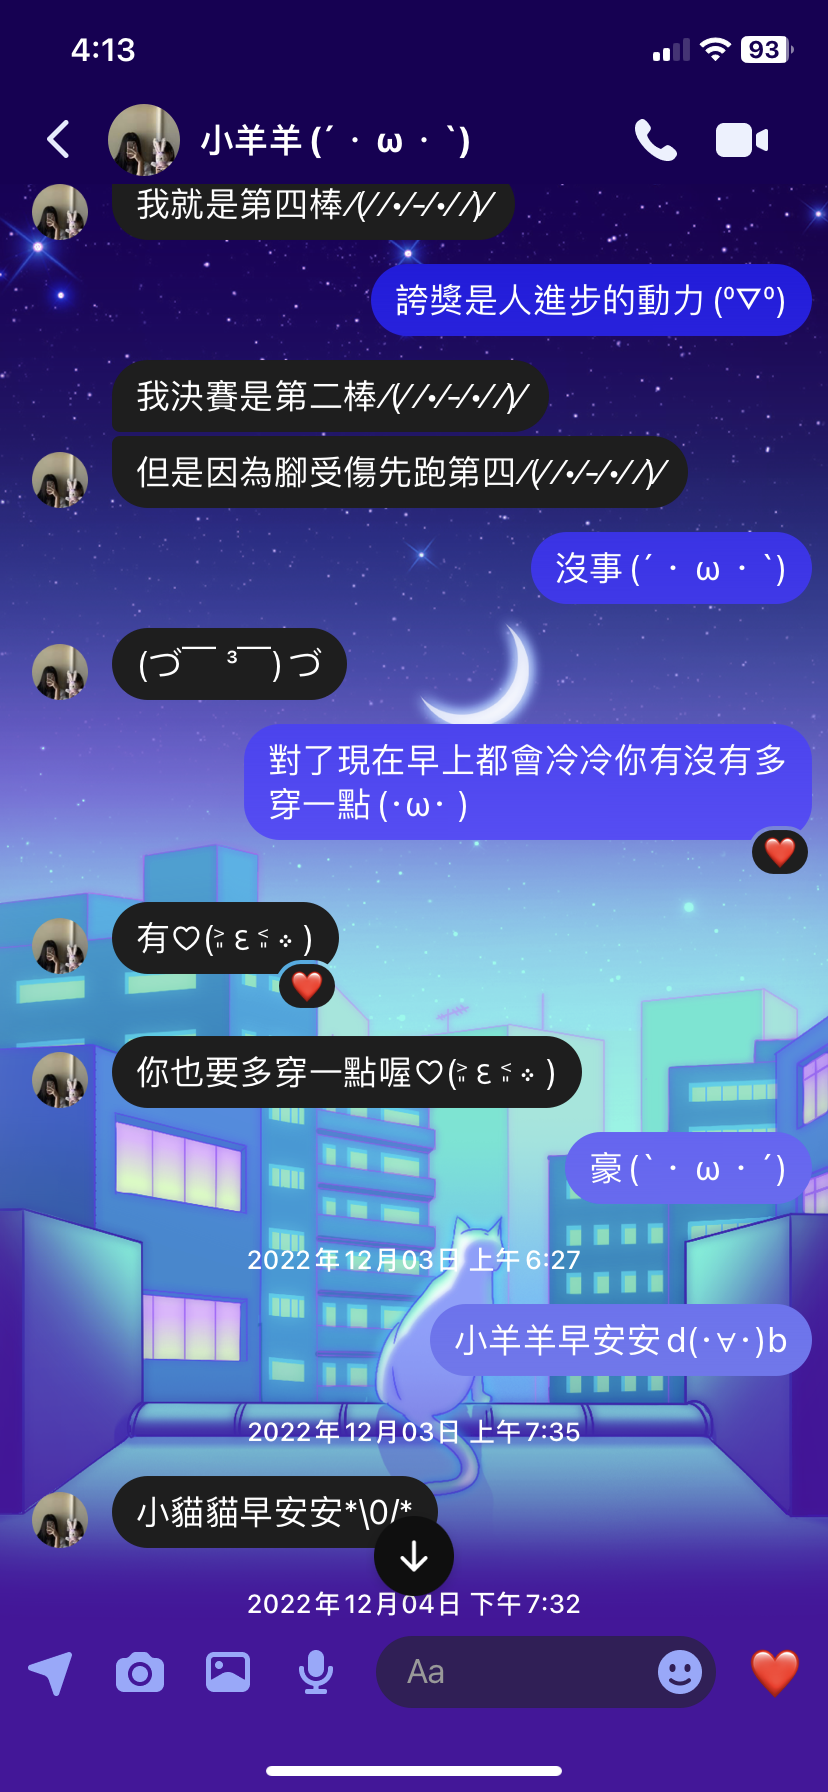 4:13
93
小羊羊 (´・ω・`)
我就是第四棒⁄(⁄ ⁄•⁄-⁄•⁄ ⁄)⁄
誇獎是人進步的動力 (⁰▽⁰)
我決賽是第二棒⁄(⁄ ⁄•⁄-⁄•⁄ ⁄)⁄
但是因為腳受傷先跑第四⁄(⁄ ⁄•⁄-⁄•⁄ ⁄)⁄
沒事 (´・ω・`)
(づ￣ ³￣)づ
對了現在早上都會冷冷你有沒有多
穿一點 (･ω･ )
有♡(˃̶͈ ε ˂̶͈ ༶ )
你也要多穿一點喔♡(˃̶͈ ε ˂̶͈ ༶ )
豪 (`・ω・´)
2022年12月03日 上午6:27
小羊羊早安安 d(･∀･)b
2022年12月03日 上午7:35
小貓貓早安安*\0/*
2022年12月04日 下午7:32
Aa